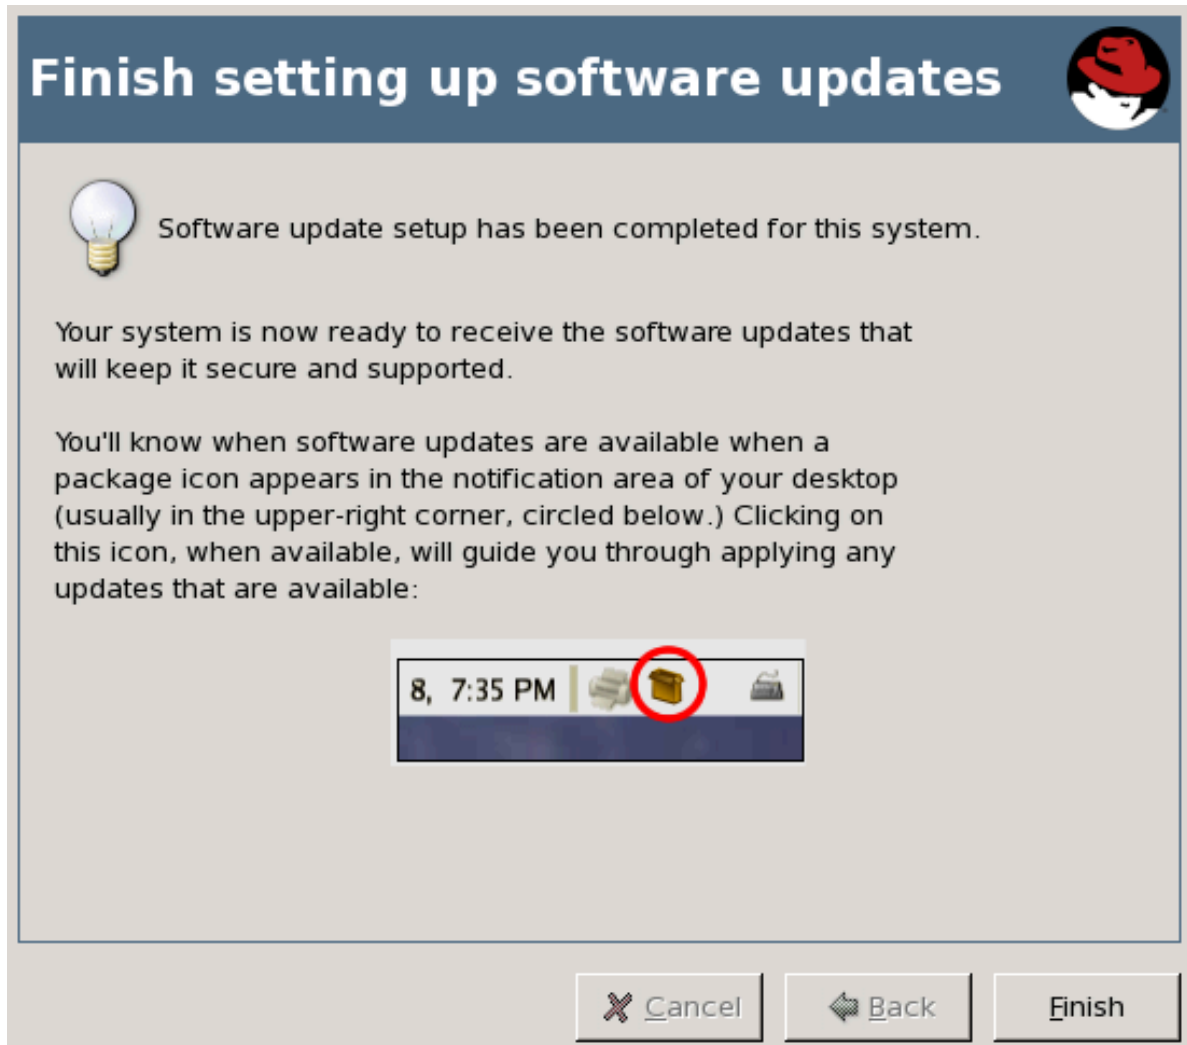 Finish setting up software updates
Software update setup has been completed for this system.
Your system is now ready to receive the software updates that
will keep it secure and supported.
You'll know when software updates are available when a
package icon appears in the notification area of your desktop
(usually in the upper-right corner, circled below.) Clicking on
this icon, when available, will guide you through applying any
updates that are available:
8, 7:35 PM
Cancel
Back
Finish